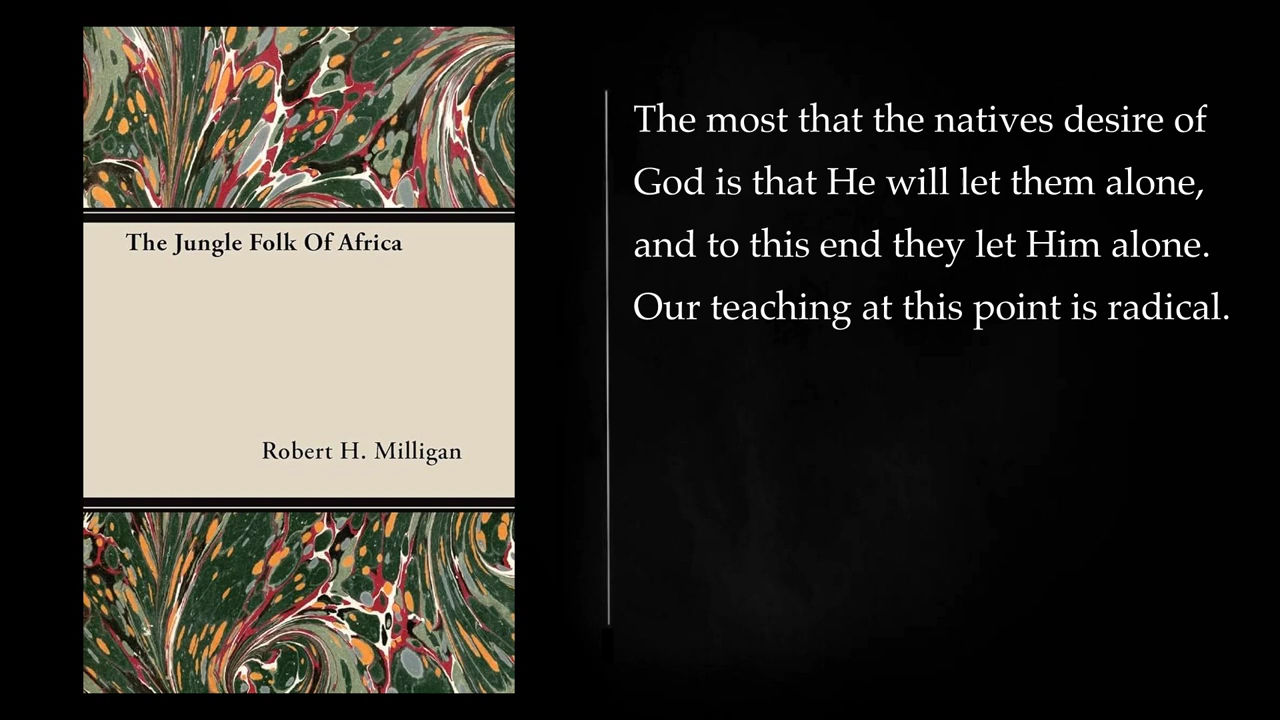 The Jungle Folk Of Africa
Robert H. Milligan
The most that the natives desire of
God is that He will let them alone,
and to this end they let Him alone.
Our teaching at this point is radical.